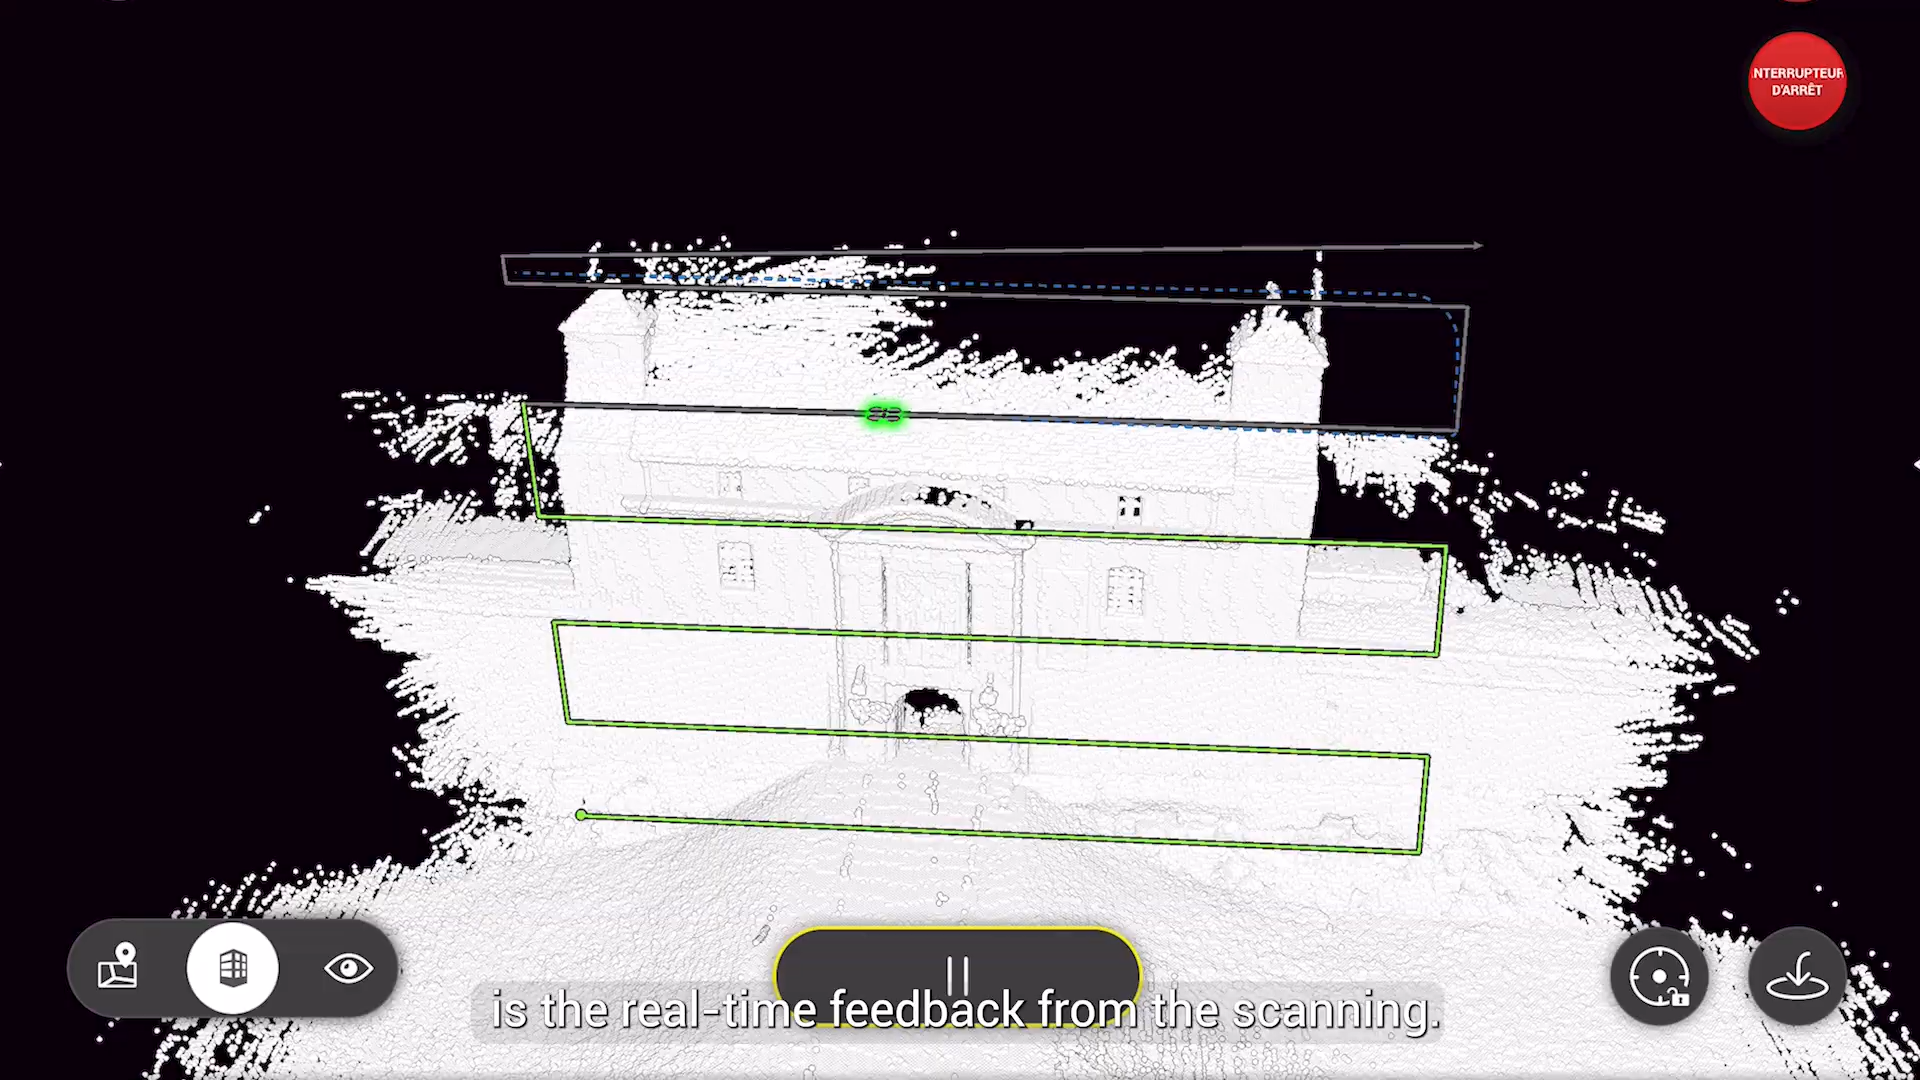 NTERRUPTEUR
D'ARRÊT
is the real-time feedback from the scanning.